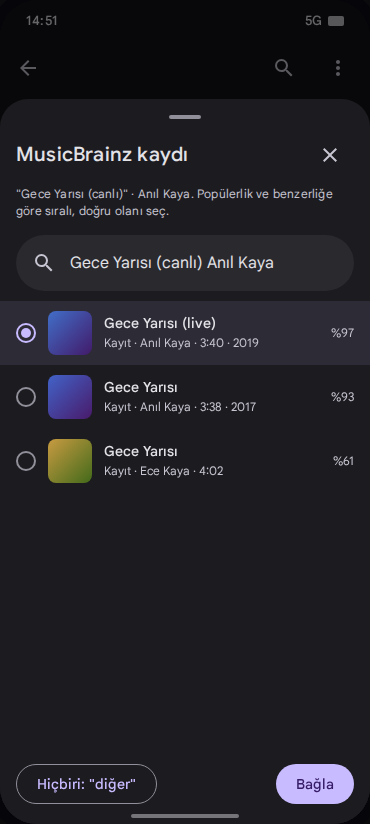 14:51
5G
MusicBrainz kaydı
"Gece Yarısı (canlı)" · Anıl Kaya. Popülerlik ve benzerliğe
göre sıralı, doğru olanı seç.
Gece Yarısı (canlı) Anıl Kaya
Gece Yarısı (live)
Kayıt · Anıl Kaya · 3:40 · 2019
%97
Gece Yarısı
Kayıt · Anıl Kaya · 3:38 · 2017
%93
Gece Yarısı
Kayıt · Ece Kaya · 4:02
%61
Hiçbiri: "diğer"
Bağla